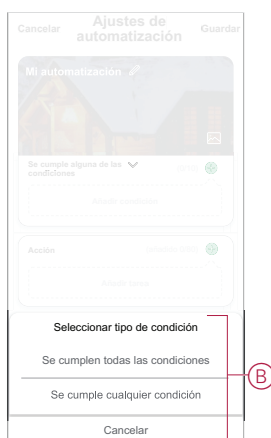 Cancelar
Ajustes de
automatización
Guardar
Mi automatización
Se cumple alguna de las
condiciones
Añadir condición
Acción
Añadir tarea
Seleccionar tipo de condición
Se cumplen todas las condiciones
Se cumple cualquier condición
B
Cancelar